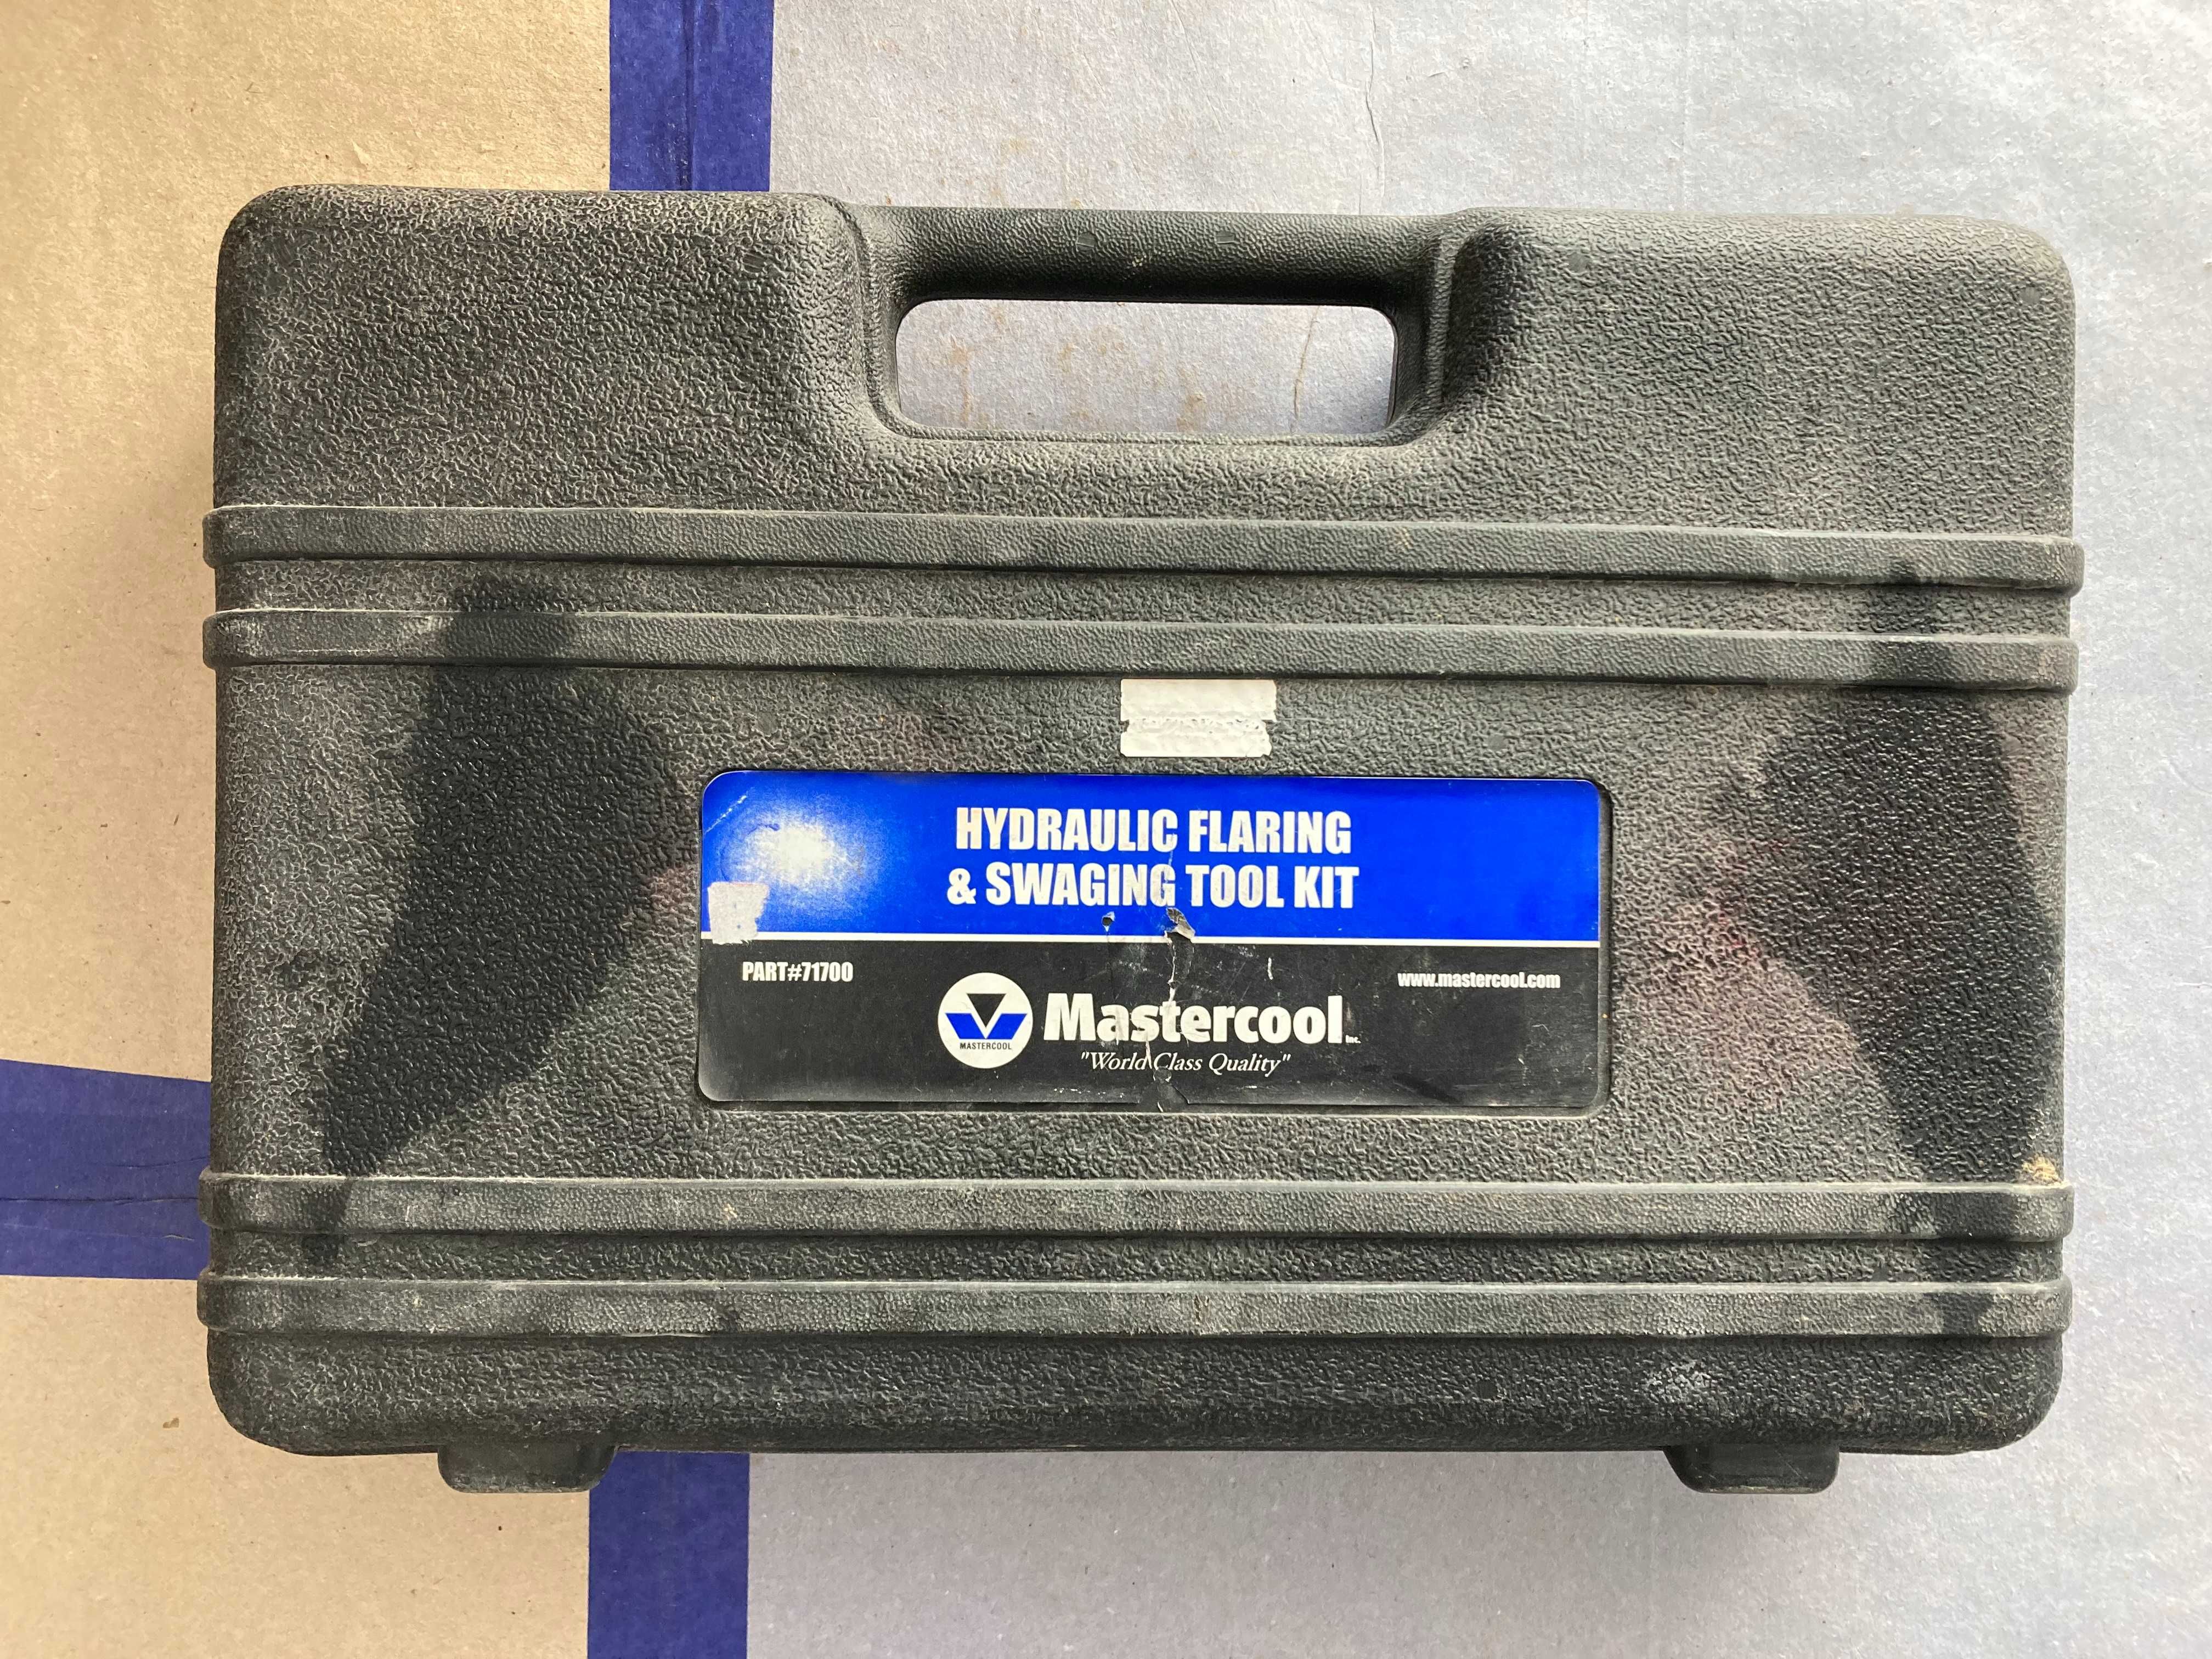 HYDRAULIC FLARING
& SWAGING TOOL KIT
PART#71700
www.mastercool.com
MASTERCOOL
Mastercool Inc.
"World Class Quality"